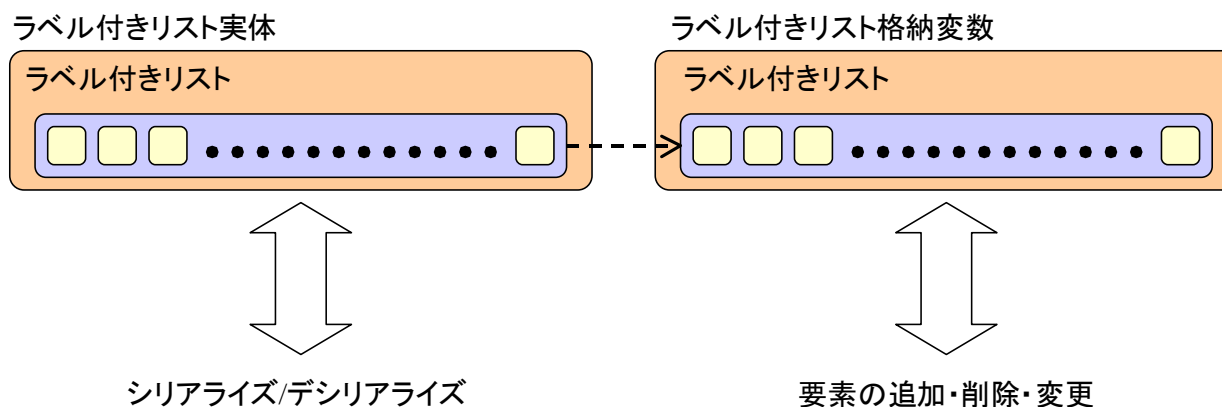 ラベル付きリスト実体
ラベル付きリスト格納変数
ラベル付きリスト
ラベル付きリスト
シリアライズ/デシリアライズ
要素の追加・削除・変更